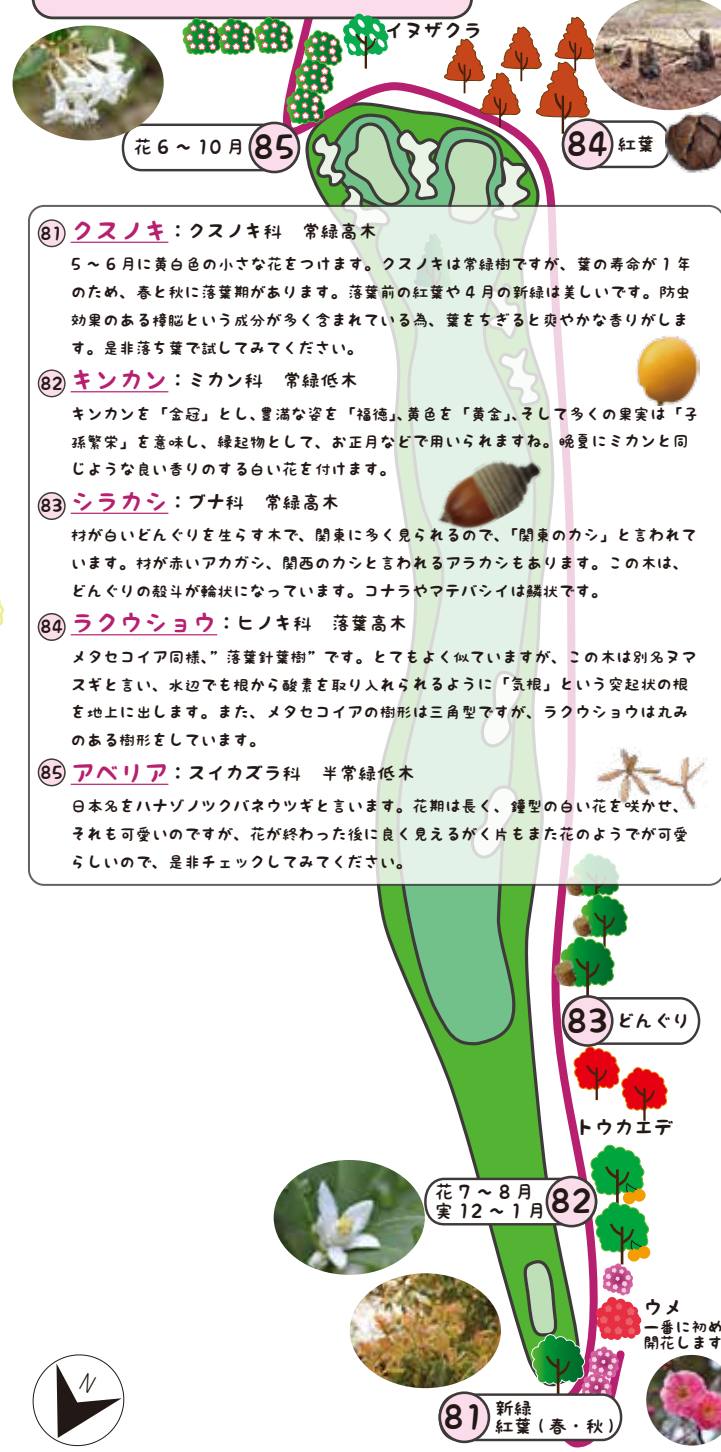 イヌザクラ
花6～10月 85
84 紅葉
81 クスノキ：クスノキ科　常緑高木
5～6月に黄白色の小さな花をつけます。クスノキは常緑樹ですが、葉の寿命が1年
のため、春と秋に落葉期があります。落葉前の紅葉や4月の新緑は美しいです。防虫
効果のある樟脳という成分が多く含まれている為、葉をちぎると爽やかな香りがしま
す。是非落ち葉で試してみてください。
82 キンカン：ミカン科　常緑低木
キンカンを「金冠」とし、豊満な姿を「福徳」、黄色を「黄金」、そして多くの果実は「子
孫繁栄」を意味し、縁起物として、お正月などで用いられますね。晩夏にミカンと同
じような良い香りのする白い花を付けます。
83 シラカシ：ブナ科　常緑高木
材が白いどんぐりを生らす木で、関東に多く見られるので、「関東のカシ」と言われて
います。材が赤いアカガシ、関西のカシと言われるアラカシもあります。この木は、
どんぐりの殻斗が輪状になっています。コナラやマテバシイは鱗状です。
84 ラクウショウ：ヒノキ科　落葉高木
メタセコイア同様、”落葉針葉樹”です。とてもよく似ていますが、この木は別名ヌマ
スギと言い、水辺でも根から酸素を取り入れられるように「気根」という突起状の根
を地上に出します。また、メタセコイアの樹形は三角型ですが、ラクウショウは丸み
のある樹形をしています。
85 アベリア：スイカズラ科　半常緑低木
日本名をハナゾノツクバネウツギと言います。花期は長く、鐘型の白い花を咲かせ、
それも可愛いのですが、花が終わった後に良く見えるがく片もまた花のようでが可愛
らしいので、是非チェックしてみてください。
83 どんぐり
トウカエデ
花7～8月
実12～1月 82
ウメ
一番に初め
開花します
N
81 新緑
紅葉（春・秋）